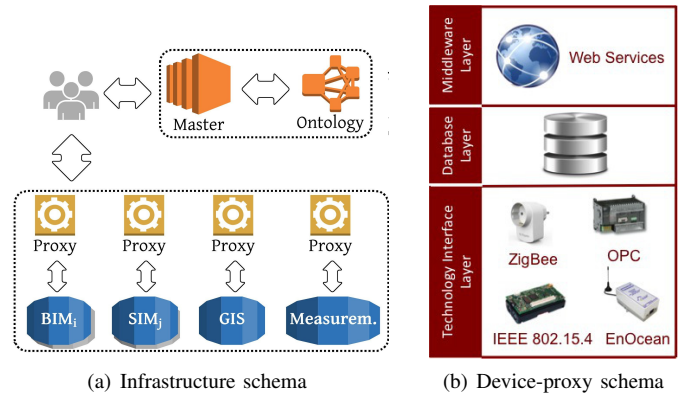 Master
Ontology
Proxy
Proxy
Proxy
Proxy
BIMi
SIMj
GIS
Measurem.
(a) Infrastructure schema
Middleware
Layer
Web Services
Database
Layer
Technology Interface
Layer
ZigBee
OPC
IEEE 802.15.4
EnOcean
(b) Device-proxy schema